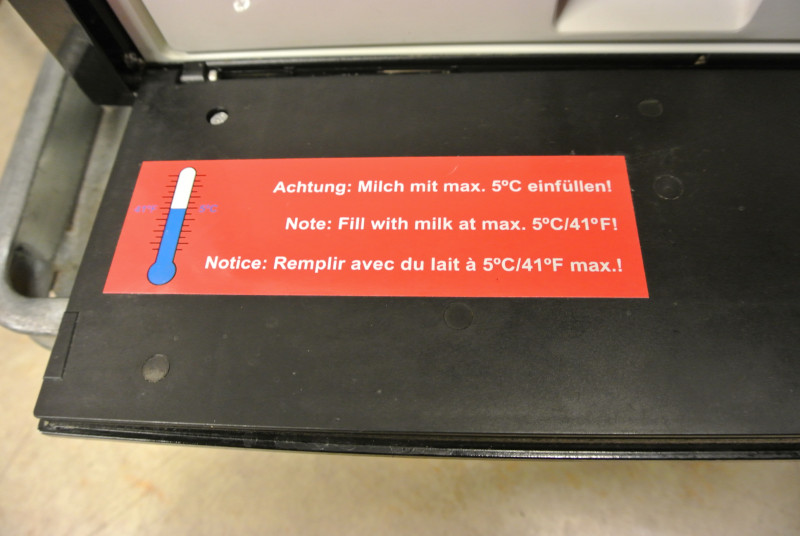 Achtung: Milch mit max. 5ºC einfüllen!
Note: Fill with milk at max. 5ºC/41ºF!
Notice: Remplir avec du lait à 5ºC/41ºF max.!